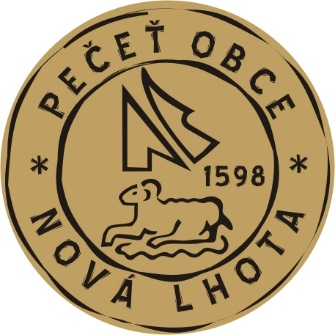 * PEČEŤ OBCE *
NOVÁ LHOTA
1598